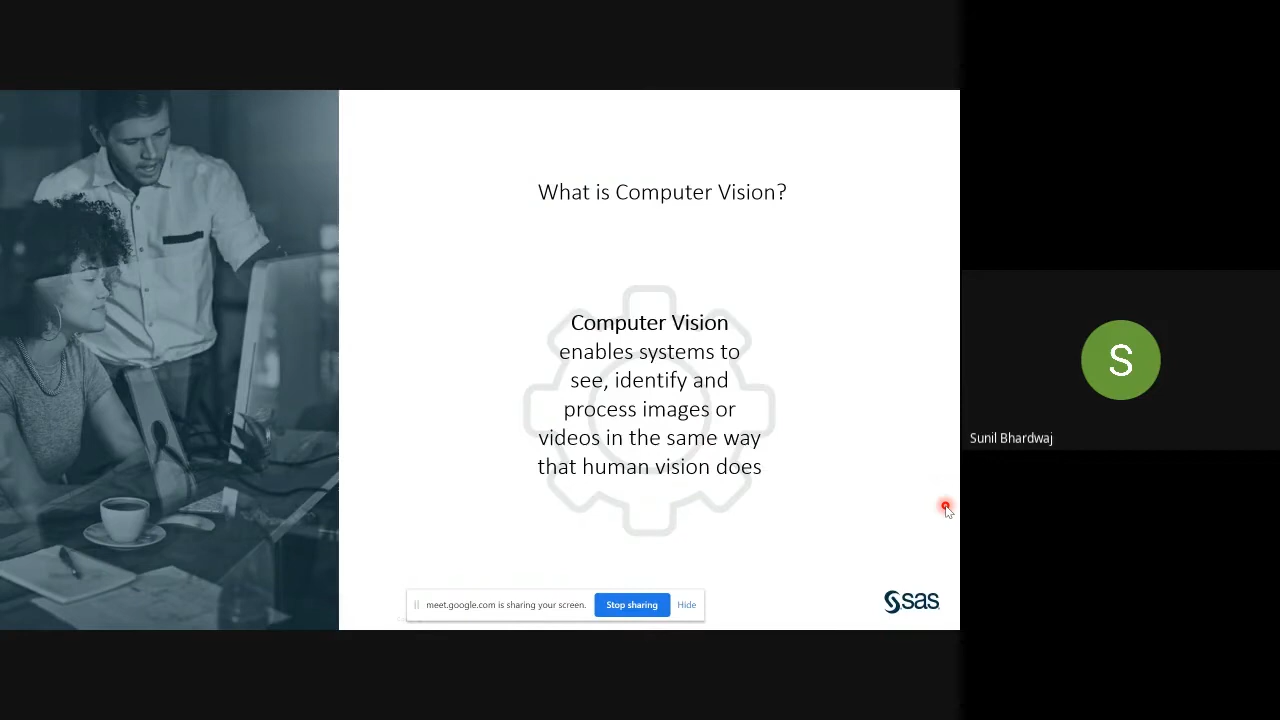 What is Computer Vision?
Computer Vision
enables systems to
see, identify and
process images or
videos in the same way
that human vision does
meet.google.com is sharing your screen.
Stop sharing
Hide
sas
S
Sunil Bhardwaj